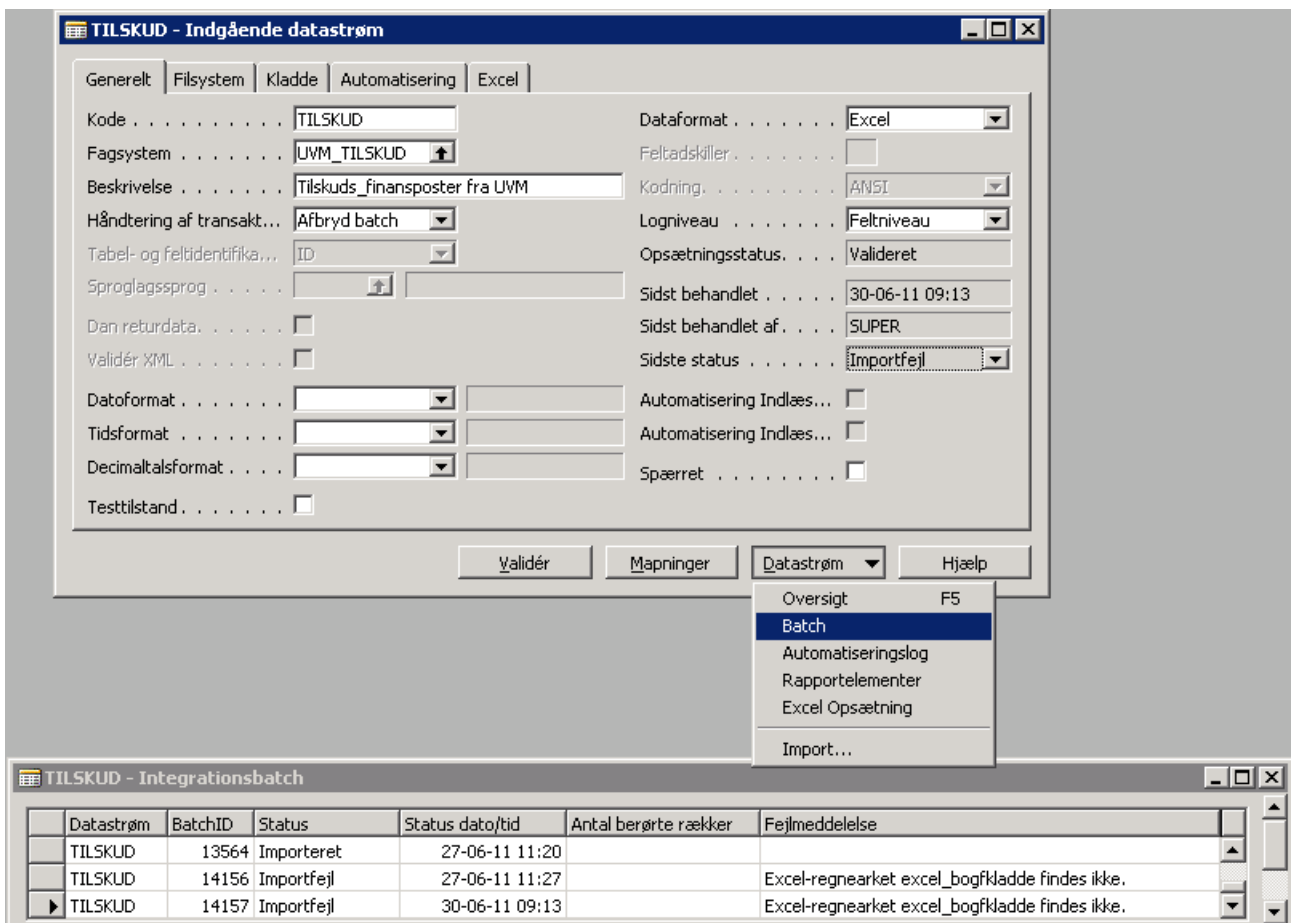 TILSKUD - Indgående datastrøm
Generelt Filsystem Kladde Automatisering Excel
Kode . . . . . . . . . . TILSKUD Dataformat . . . . . . . Excel
Fagsystem . . . . . . . UVM_TILSKUD Feltadskiller . . . . . . .
Beskrivelse . . . . . . . Tilskuds_finansposter fra UVM Kodning. . . . . . . . . ANSI
Håndtering af transakt... Afbryd batch Logniveau . . . . . . . Feltniveau
Tabel- og feltidentifika... ID Opsætningsstatus. . . . Valideret
Sproglagssprog . . . . . Sidst behandlet . . . . . 30-06-11 09:13
Dan returdata. . . . . . Sidst behandlet af. . . . SUPER
Validér XML . . . . . . . Sidste status . . . . . . Importfejl
Datoformat . . . . . . . Automatisering Indlæs...
Tidsformat . . . . . . . Automatisering Indlæs...
Decimaltalsformat . . . . Spærret . . . . . . . .
Testtilstand . . . . . . .
Validér Mapninger Datastrøm Hjælp
Oversigt F5
Batch
Automatiseringslog
Rapportelementer
Excel Opsætning
Import...
TILSKUD - Integrationsbatch
Datastrøm BatchID Status Status dato/tid Antal berørte rækker Fejlmeddelelse
TILSKUD 13564 Importeret 27-06-11 11:20
TILSKUD 14156 Importfejl 27-06-11 11:27 Excel-regnearket excel_bogfkladde findes ikke.
TILSKUD 14157 Importfejl 30-06-11 09:13 Excel-regnearket excel_bogfkladde findes ikke.